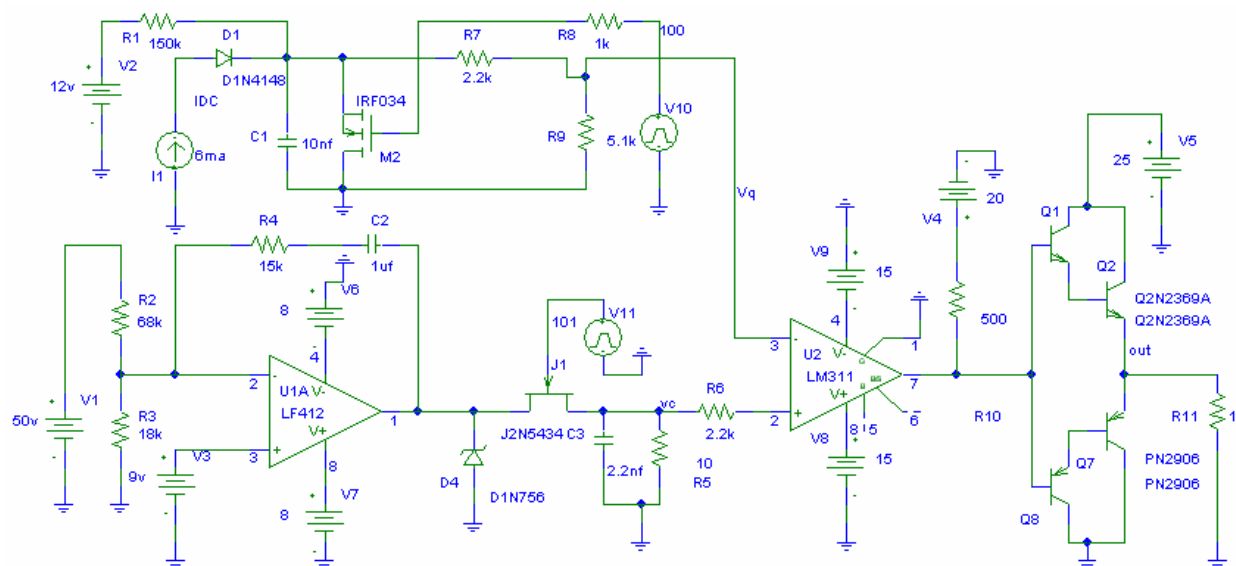 R1
150k
V2
12v
D1
D1N4148
IDC
6ma
I1
C1
10nf
IRF034
M2
R7
2.2k
R8
1k
100
R9
5.1k
V10
Vq
R4
15k
C2
1uf
R2
68k
R3
18k
V1
50v
V3
9v
V6
8
4
U1A
V-
LF412
V+
2
3
1
8
V7
8
D4
D1N756
101
V11
J1
J2N5434
C3
2.2nf
vc
10
R5
R6
2.2k
V9
15
4
U2
V-
LM311
V+
G
B
BS
3
2
1
7
8
5
6
V8
15
V4
20
500
R10
Q1
Q2
Q2N2369A
Q2N2369A
V5
25
out
R11
1
Q7
PN2906
PN2906
Q8